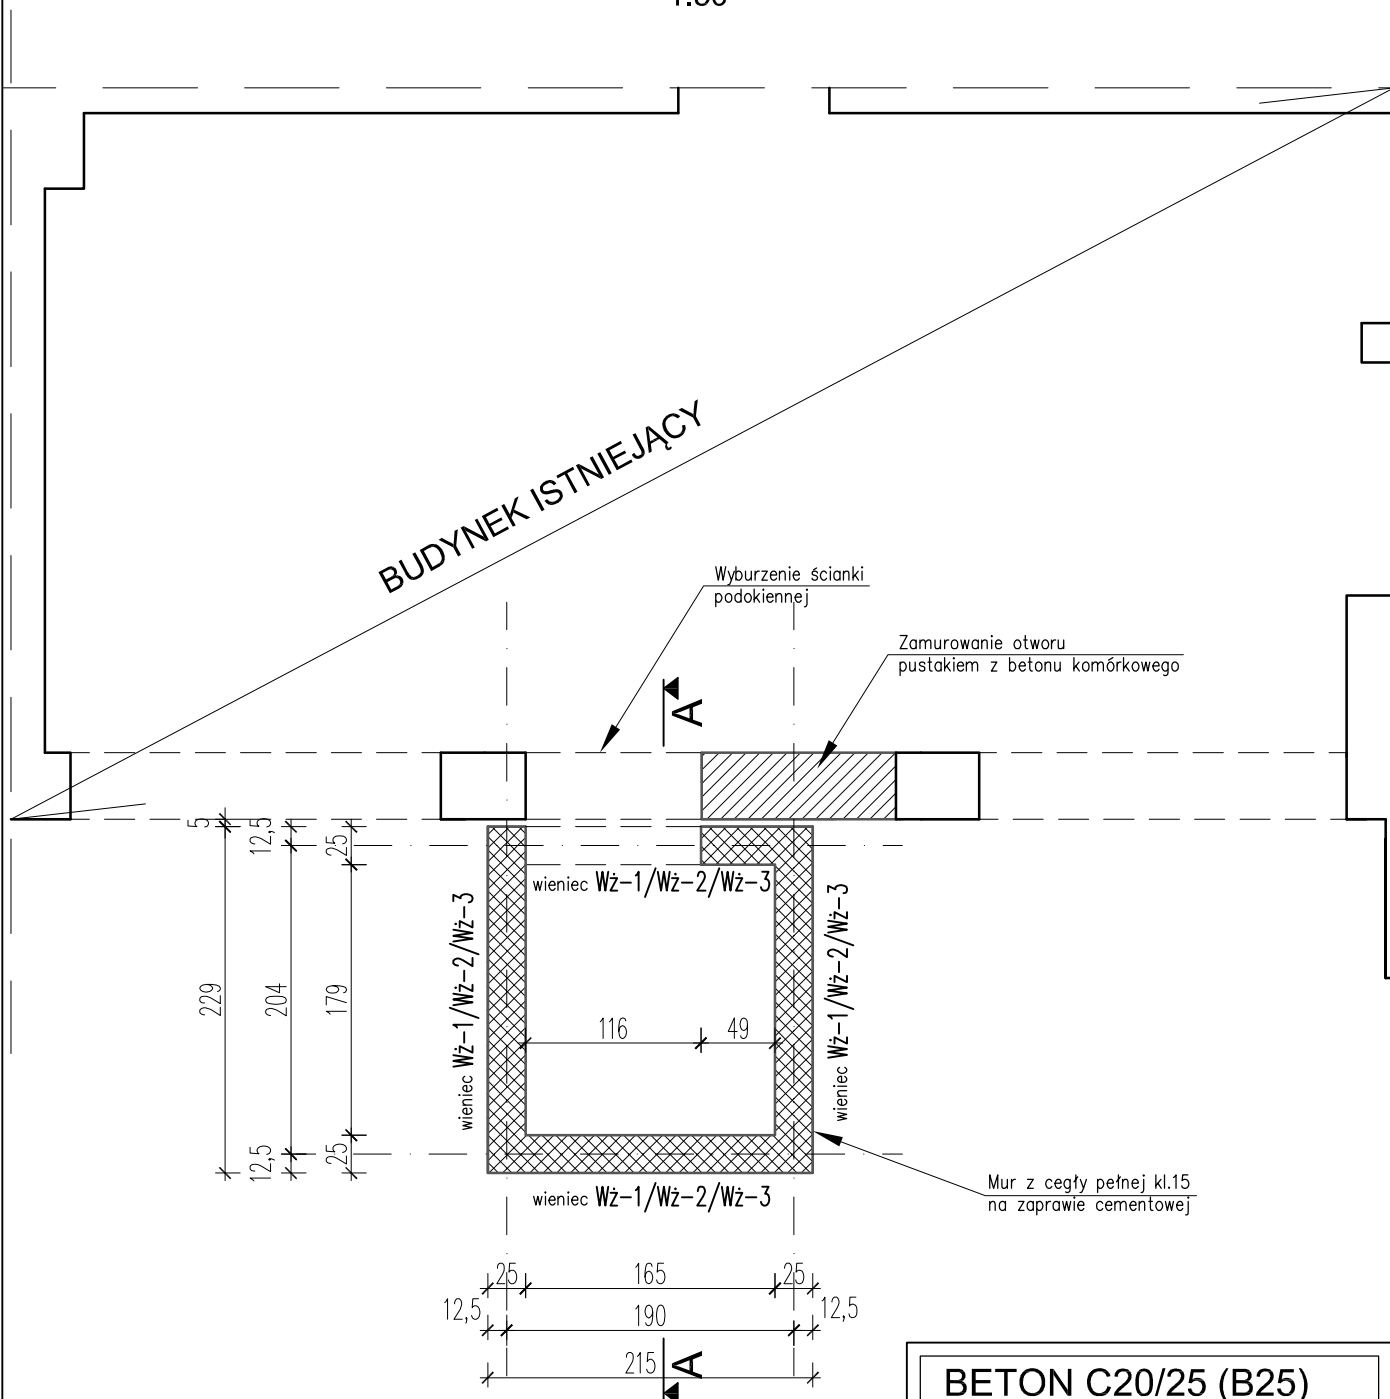 BUDYNEK ISTNIEJĄCY
Wyburzenie ścianki
podokiennej
Zamurowanie otworu
pustakiem z betonu komórkowego
A
5
12,5
25
wieniec Wż-1/Wż-2/Wż-3
wieniec Wż-1/Wż-2/Wż-3
wieniec Wż-1/Wż-2/Wż-3
229
204
179
116
49
12,5
25
Mur z cegły pełnej kl.15
na zaprawie cementowej
wieniec Wż-1/Wż-2/Wż-3
25
165
25
12,5
190
12,5
215
A
BETON C20/25 (B25)